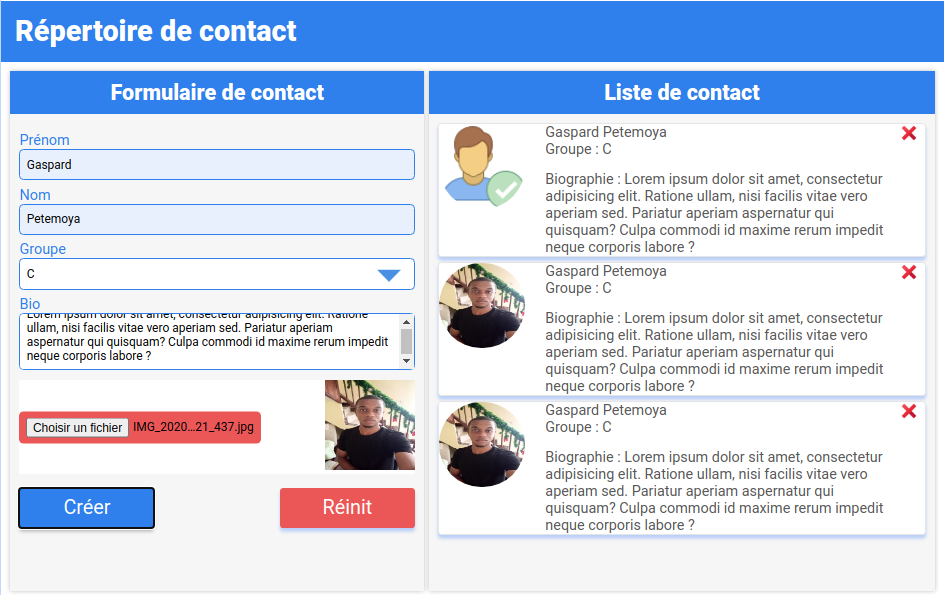 Répertoire de contact
Formulaire de contact
Prénom
Gaspard
Nom
Petemoya
Groupe
C
Bio
Lorem ipsum dolor sit amet, consectetur adipisicing elit. Ratione
ullam, nisi facilis vitae vero aperiam sed. Pariatur aperiam
aspernatur qui quisquam? Culpa commodi id maxime rerum impedit
neque corporis labore ?
Choisir un fichier IMG_2020...21_437.jpg
Créer
Réinit
Liste de contact
Gaspard Petemoya
Groupe : C
Biographie : Lorem ipsum dolor sit amet, consectetur
adipisicing elit. Ratione ullam, nisi facilis vitae vero
aperiam sed. Pariatur aperiam aspernatur qui
quisquam? Culpa commodi id maxime rerum impedit
neque corporis labore ?
Gaspard Petemoya
Groupe : C
Biographie : Lorem ipsum dolor sit amet, consectetur
adipisicing elit. Ratione ullam, nisi facilis vitae vero
aperiam sed. Pariatur aperiam aspernatur qui
quisquam? Culpa commodi id maxime rerum impedit
neque corporis labore ?
Gaspard Petemoya
Groupe : C
Biographie : Lorem ipsum dolor sit amet, consectetur
adipisicing elit. Ratione ullam, nisi facilis vitae vero
aperiam sed. Pariatur aperiam aspernatur qui
quisquam? Culpa commodi id maxime rerum impedit
neque corporis labore ?